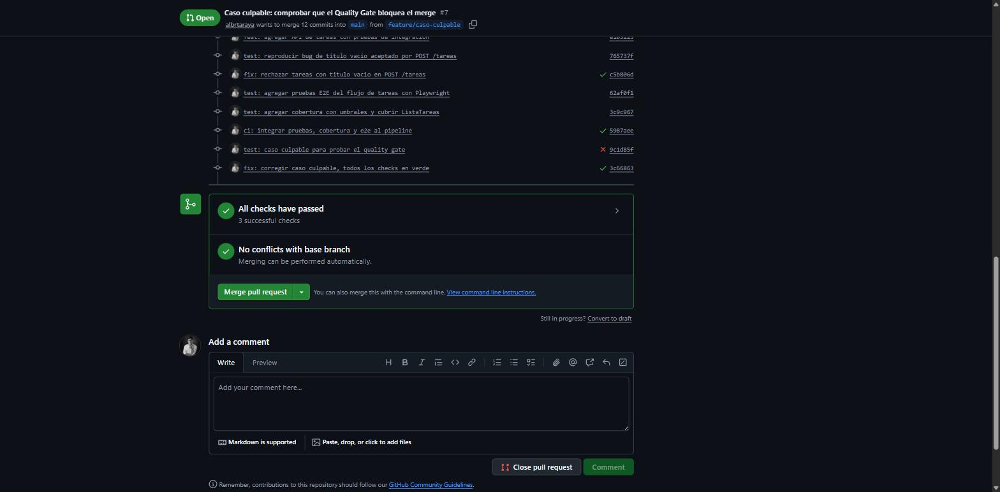 Open
Caso culpable: comprobar que el Quality Gate bloquea el merge #7
albrtaraya wants to merge 12 commits into main from feature/caso-culpable
feat: agregar API de tareas con pruebas de integracion
test: reproducir bug de titulo vacio aceptado por POST /tareas 765737f
fix: rechazar tareas con titulo vacio en POST /tareas c5b806d
test: agregar pruebas E2E del flujo de tareas con Playwright 62af0f1
test: agregar cobertura con umbrales y cubrir ListaTareas 3c9c967
ci: integrar pruebas, cobertura y e2e al pipeline 5987aee
test: caso culpable para probar el quality gate 9c1d85f
fix: corregir caso culpable, todos los checks en verde 3c66863
All checks have passed
3 successful checks
No conflicts with base branch
Merging can be performed automatically.
Merge pull request You can also merge this with the command line. View command line instructions.
Still in progress? Convert to draft
Add a comment
Write Preview
Add your comment here...
Markdown is supported Paste, drop, or click to add files
Close pull request Comment
Remember, contributions to this repository should follow our GitHub Community Guidelines.